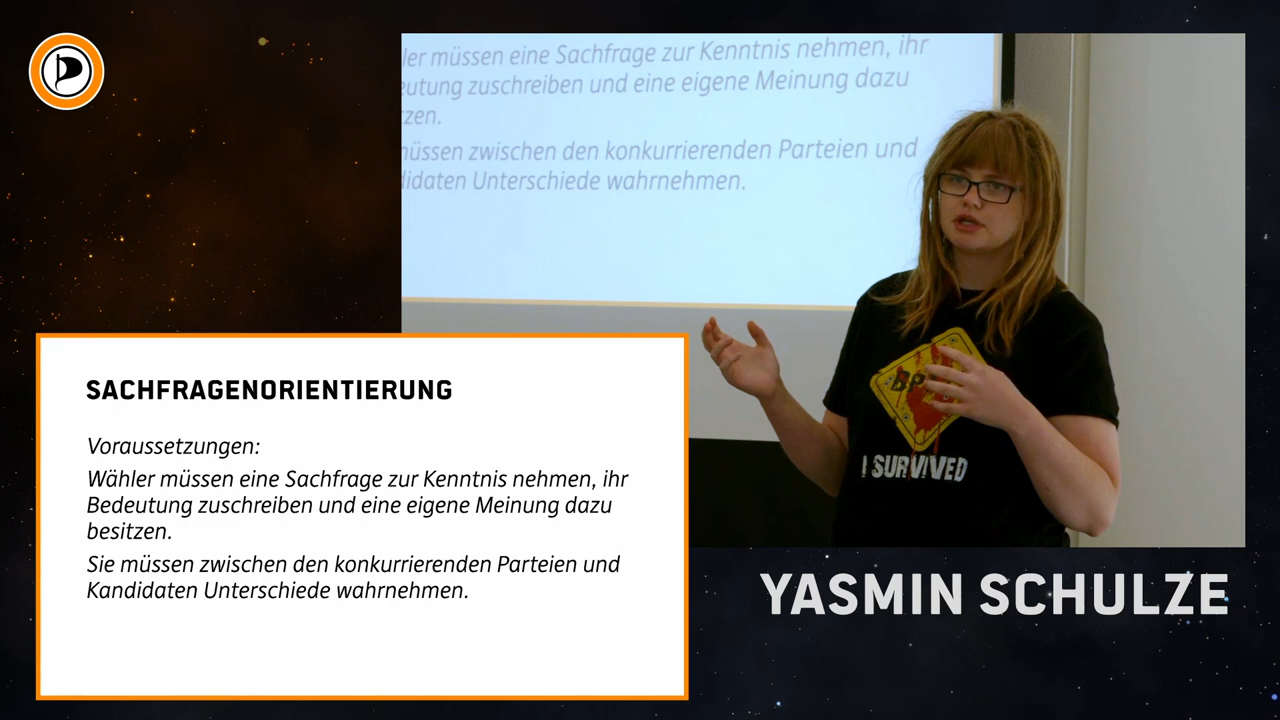 ler müssen eine Sachfrage zur Kenntnis nehmen, ihr
eutung zuschreiben und eine eigene Meinung dazu
tzen.
müssen zwischen den konkurrierenden Parteien und
didaten Unterschiede wahrnehmen.
I SURVIVED
SACHFRAGENORIENTIERUNG
Voraussetzungen:
Wähler müssen eine Sachfrage zur Kenntnis nehmen, ihr
Bedeutung zuschreiben und eine eigene Meinung dazu
besitzen.
Sie müssen zwischen den konkurrierenden Parteien und
Kandidaten Unterschiede wahrnehmen.
YASMIN SCHULZE